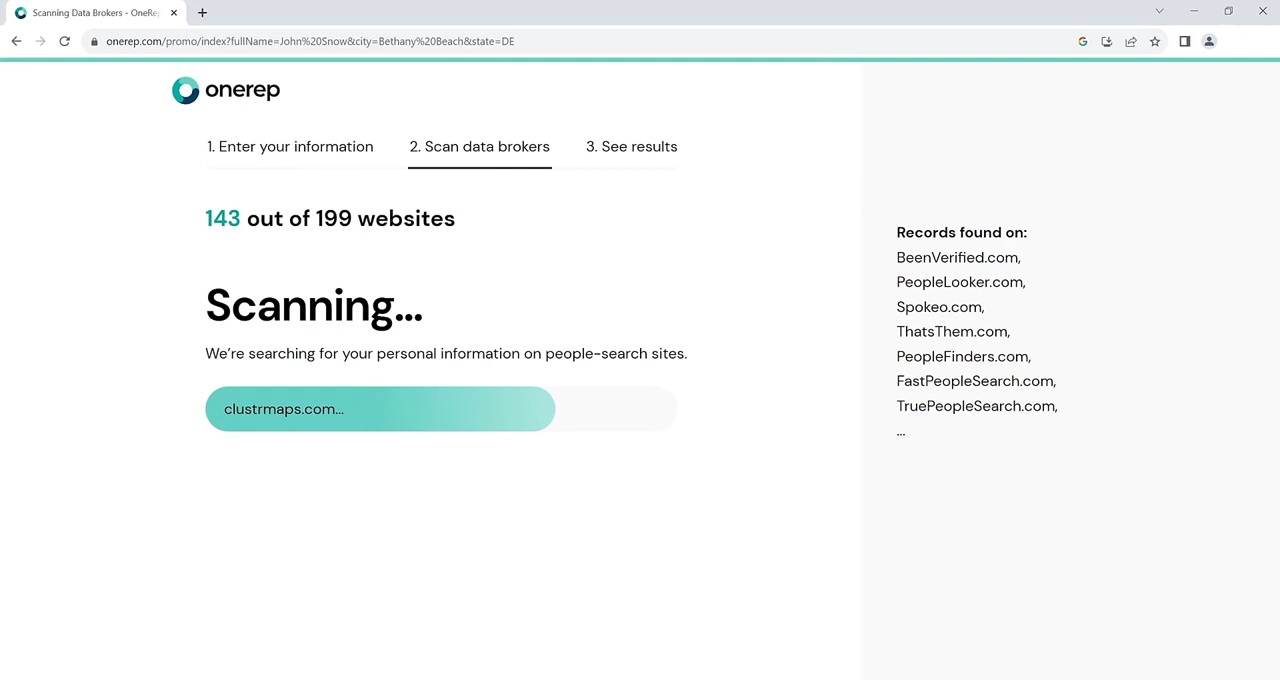 Scanning Data Brokers - OneRe
onerep.com/promo/index?fullName=John%20Snow&city=Bethany%20Beach&state=DE
onerep
1. Enter your information
2. Scan data brokers
3. See results
143 out of 199 websites
Scanning...
We're searching for your personal information on people-search sites.
clustrmaps.com...
Records found on:
BeenVerified.com,
PeopleLooker.com,
Spokeo.com,
ThatsThem.com,
PeopleFinders.com,
FastPeopleSearch.com,
TruePeopleSearch.com,
...